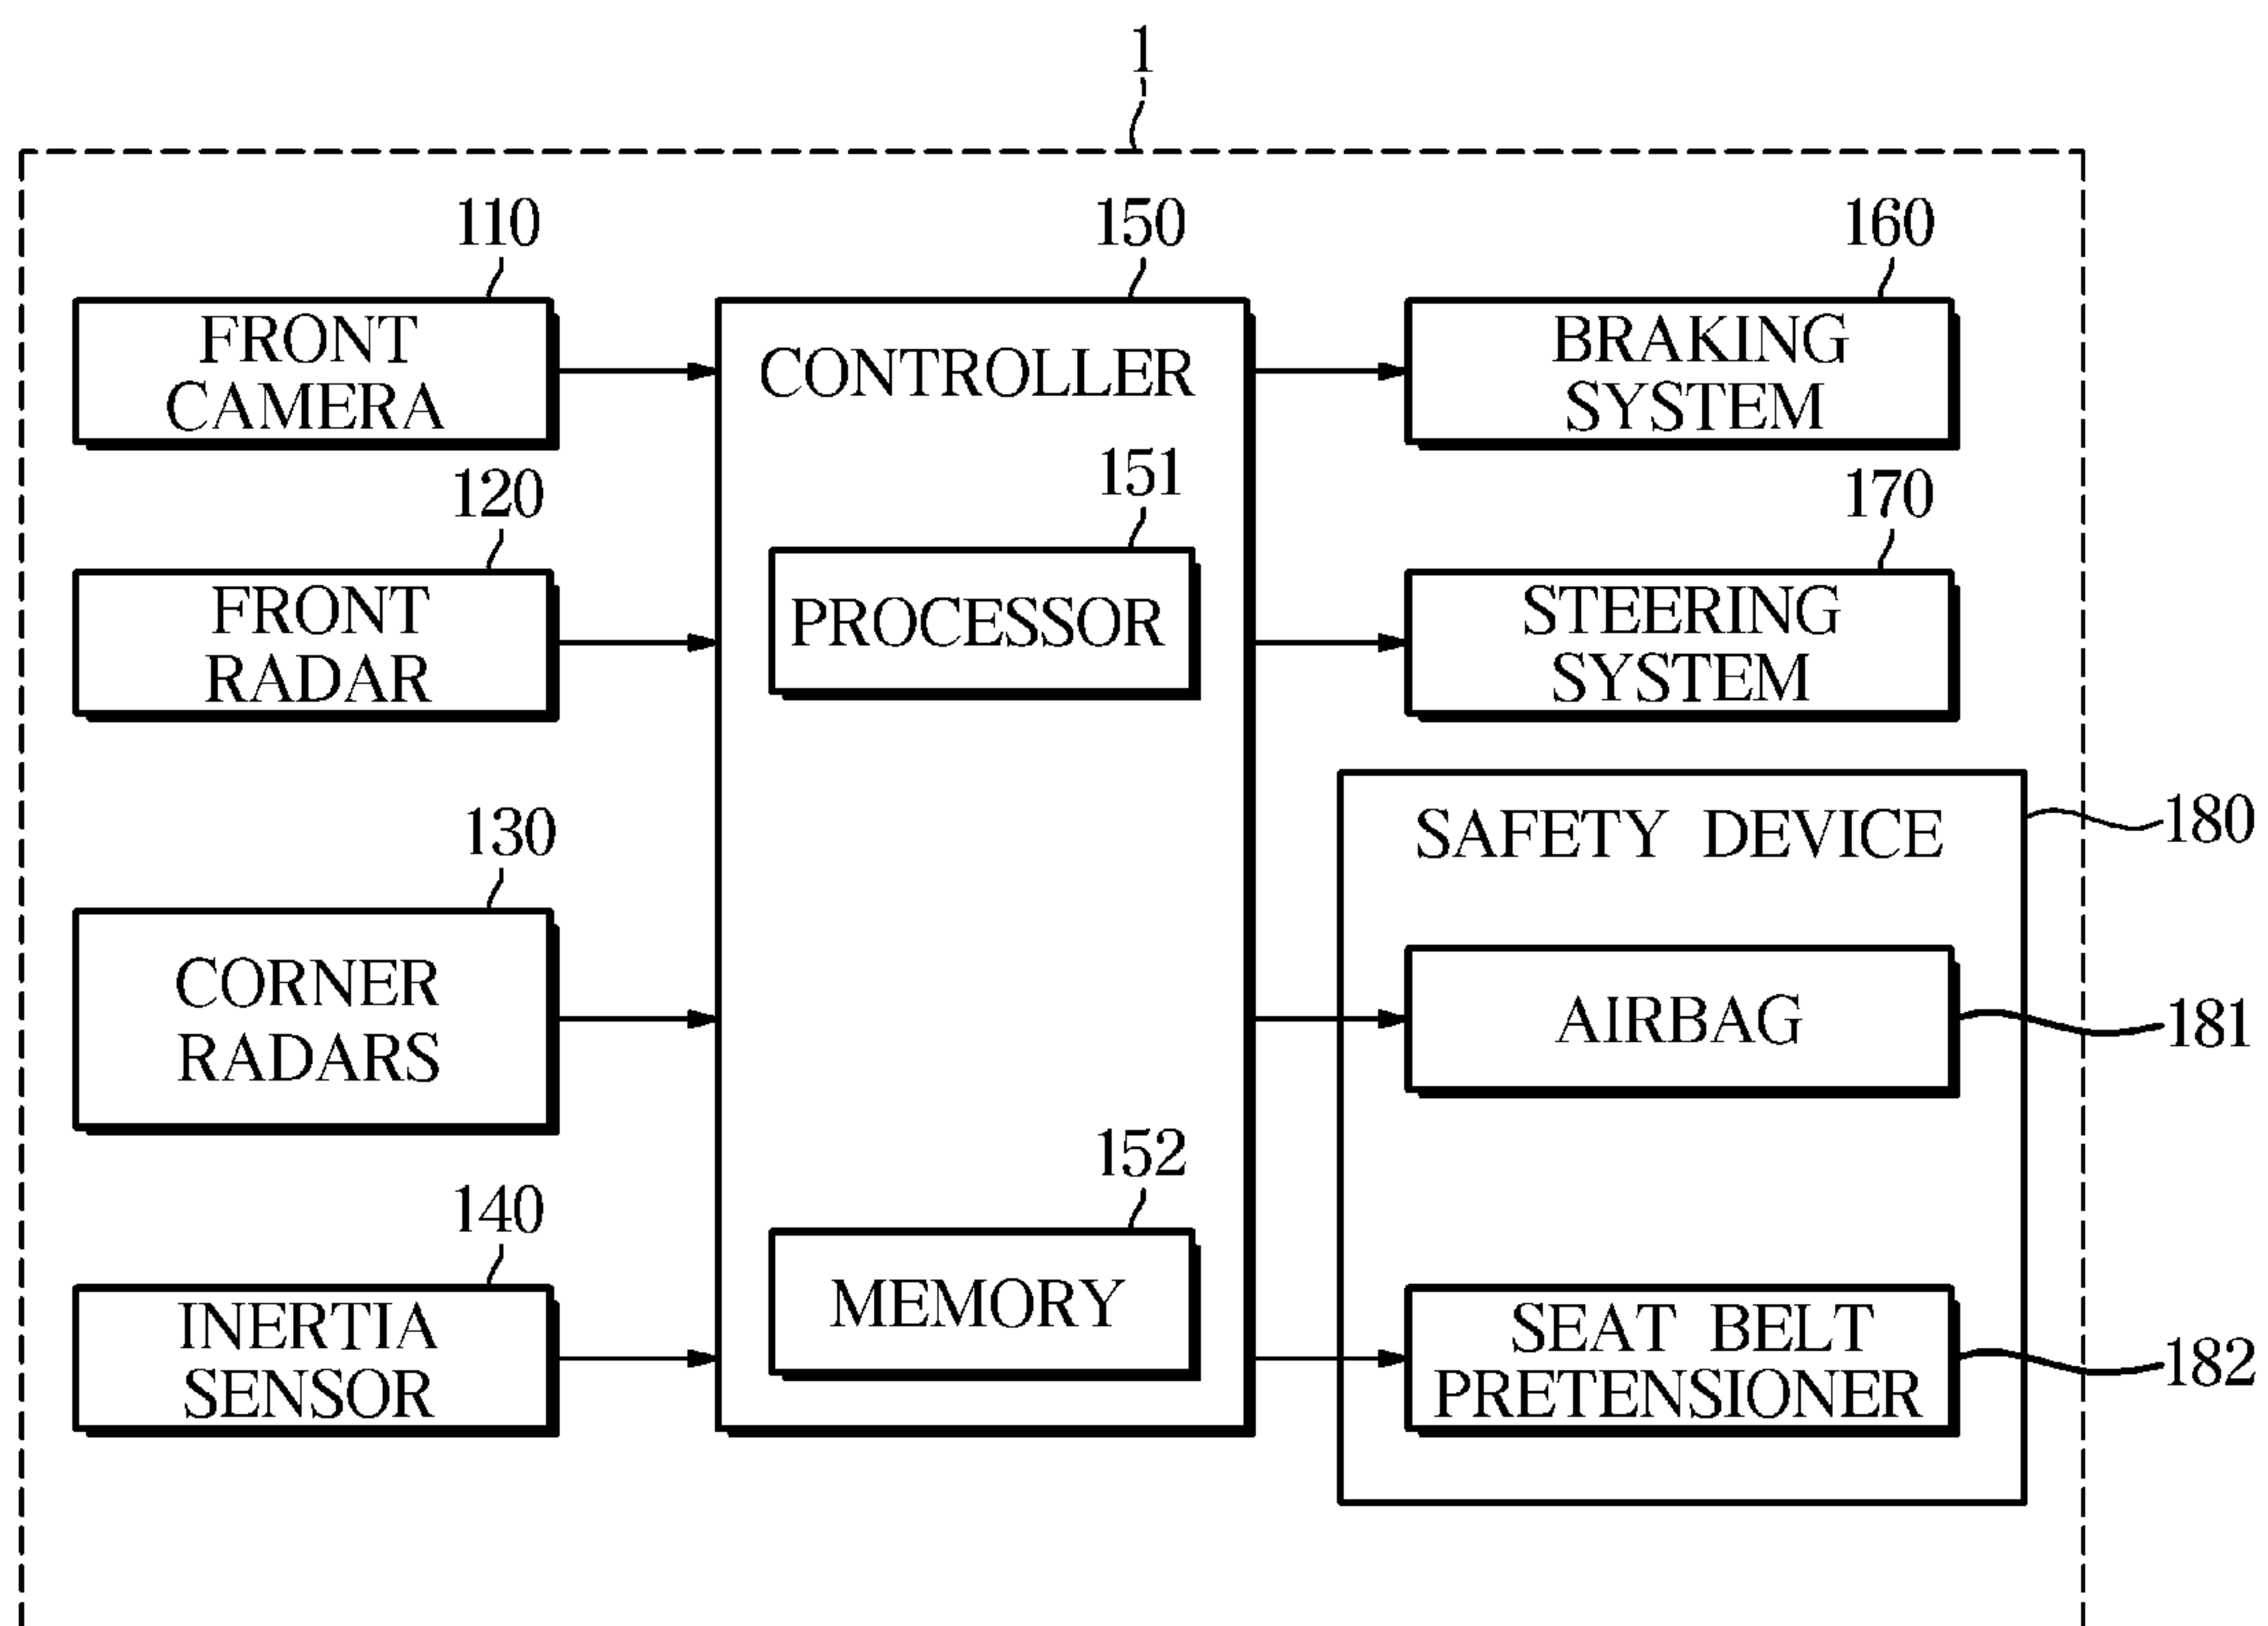 1
110
150
160
FRONT
CAMERA
CONTROLLER
BRAKING
SYSTEM
120
151
170
FRONT
RADAR
PROCESSOR
STEERING
SYSTEM
130
SAFETY DEVICE
180
CORNER
RADARS
AIRBAG
181
140
152
INERTIA
SENSOR
MEMORY
SEAT BELT
PRETENSIONER
182